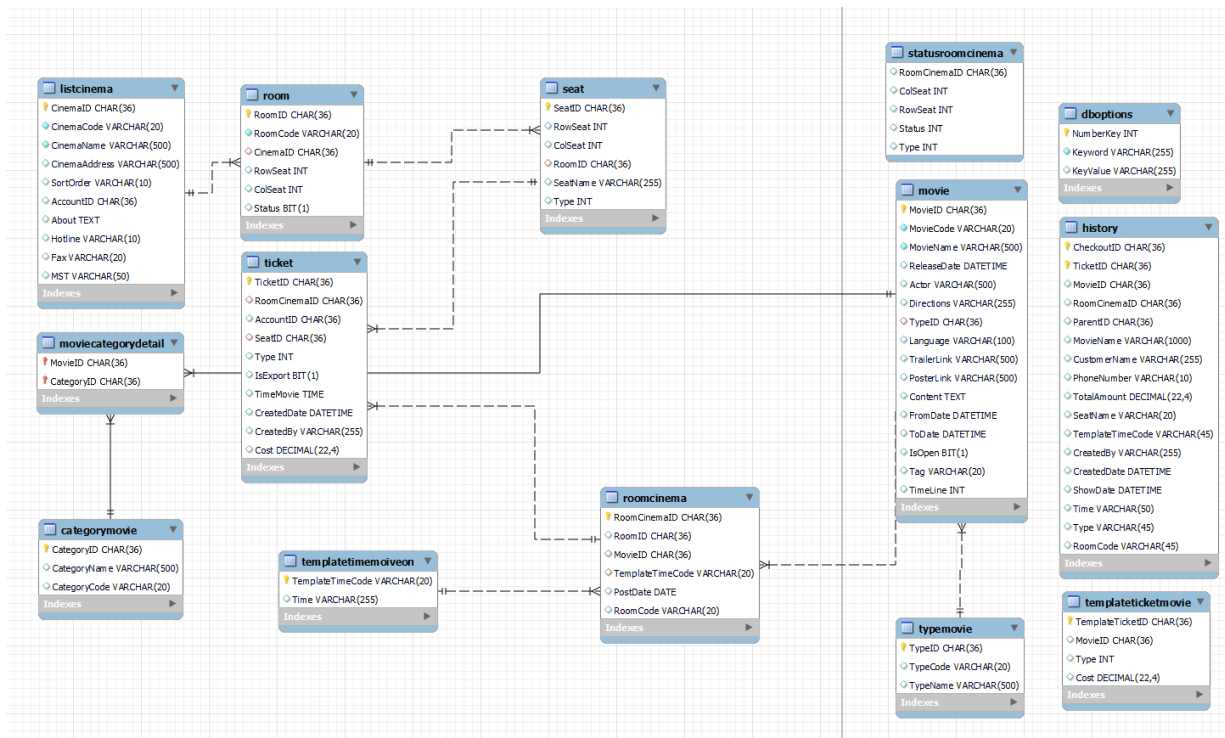 listcinema
CinemaID CHAR(36)
CinemaCode VARCHAR(20)
CinemaName VARCHAR(500)
CinemaAddress VARCHAR(500)
SortOrder VARCHAR(10)
AccountID CHAR(36)
About TEXT
Hotline VARCHAR(10)
Fax VARCHAR(20)
MST VARCHAR(50)
Indexes
room
RoomID CHAR(36)
RoomCode VARCHAR(20)
CinemaID CHAR(36)
RowSeat INT
ColSeat INT
Status BIT(1)
Indexes
seat
SeatID CHAR(36)
RowSeat INT
ColSeat INT
RoomID CHAR(36)
SeatName VARCHAR(255)
Type INT
Indexes
statusroomcinema
RoomCinemaID CHAR(36)
ColSeat INT
RowSeat INT
Status INT
Type INT
dboptions
NumberKey INT
Keyword VARCHAR(255)
KeyValue VARCHAR(255)
Indexes
ticket
TicketID CHAR(36)
RoomCinemaID CHAR(36)
AccountID CHAR(36)
SeatID CHAR(36)
Type INT
IsExport BIT(1)
TimeMovie TIME
CreatedDate DATETIME
CreatedBy VARCHAR(255)
Cost DECIMAL(22,4)
Indexes
movie
MovieID CHAR(36)
MovieCode VARCHAR(20)
MovieName VARCHAR(500)
ReleaseDate DATETIME
Actor VARCHAR(500)
Directions VARCHAR(255)
TypeID CHAR(36)
Language VARCHAR(100)
TrailerLink VARCHAR(500)
PosterLink VARCHAR(500)
Content TEXT
FromDate DATETIME
ToDate DATETIME
IsOpen BIT(1)
Tag VARCHAR(20)
TimeLine INT
Indexes
history
CheckoutID CHAR(36)
TicketID CHAR(36)
MovieID CHAR(36)
RoomCinemaID CHAR(36)
ParentID CHAR(36)
MovieName VARCHAR(1000)
CustomerName VARCHAR(255)
PhoneNumber VARCHAR(10)
TotalAmount DECIMAL(22,4)
SeatName VARCHAR(20)
TemplateTimeCode VARCHAR(45)
CreatedBy VARCHAR(255)
CreatedDate DATETIME
ShowDate DATETIME
Time VARCHAR(50)
Type VARCHAR(45)
RoomCode VARCHAR(45)
Indexes
moviecategorydetail
MovieID CHAR(36)
CategoryID CHAR(36)
Indexes
categorymovie
CategoryID CHAR(36)
CategoryName VARCHAR(500)
CategoryCode VARCHAR(20)
Indexes
templatetimemoiveon
TemplateTimeCode VARCHAR(20)
Time VARCHAR(255)
Indexes
roomcinema
RoomCinemaID CHAR(36)
RoomID CHAR(36)
MovieID CHAR(36)
TemplateTimeCode VARCHAR(20)
PostDate DATE
RoomCode VARCHAR(20)
Indexes
typemovie
TypeID CHAR(36)
TypeCode VARCHAR(20)
TypeName VARCHAR(500)
Indexes
templateticketmovie
TemplateTicketID CHAR(36)
MovieID CHAR(36)
Type INT
Cost DECIMAL(22,4)
Indexes